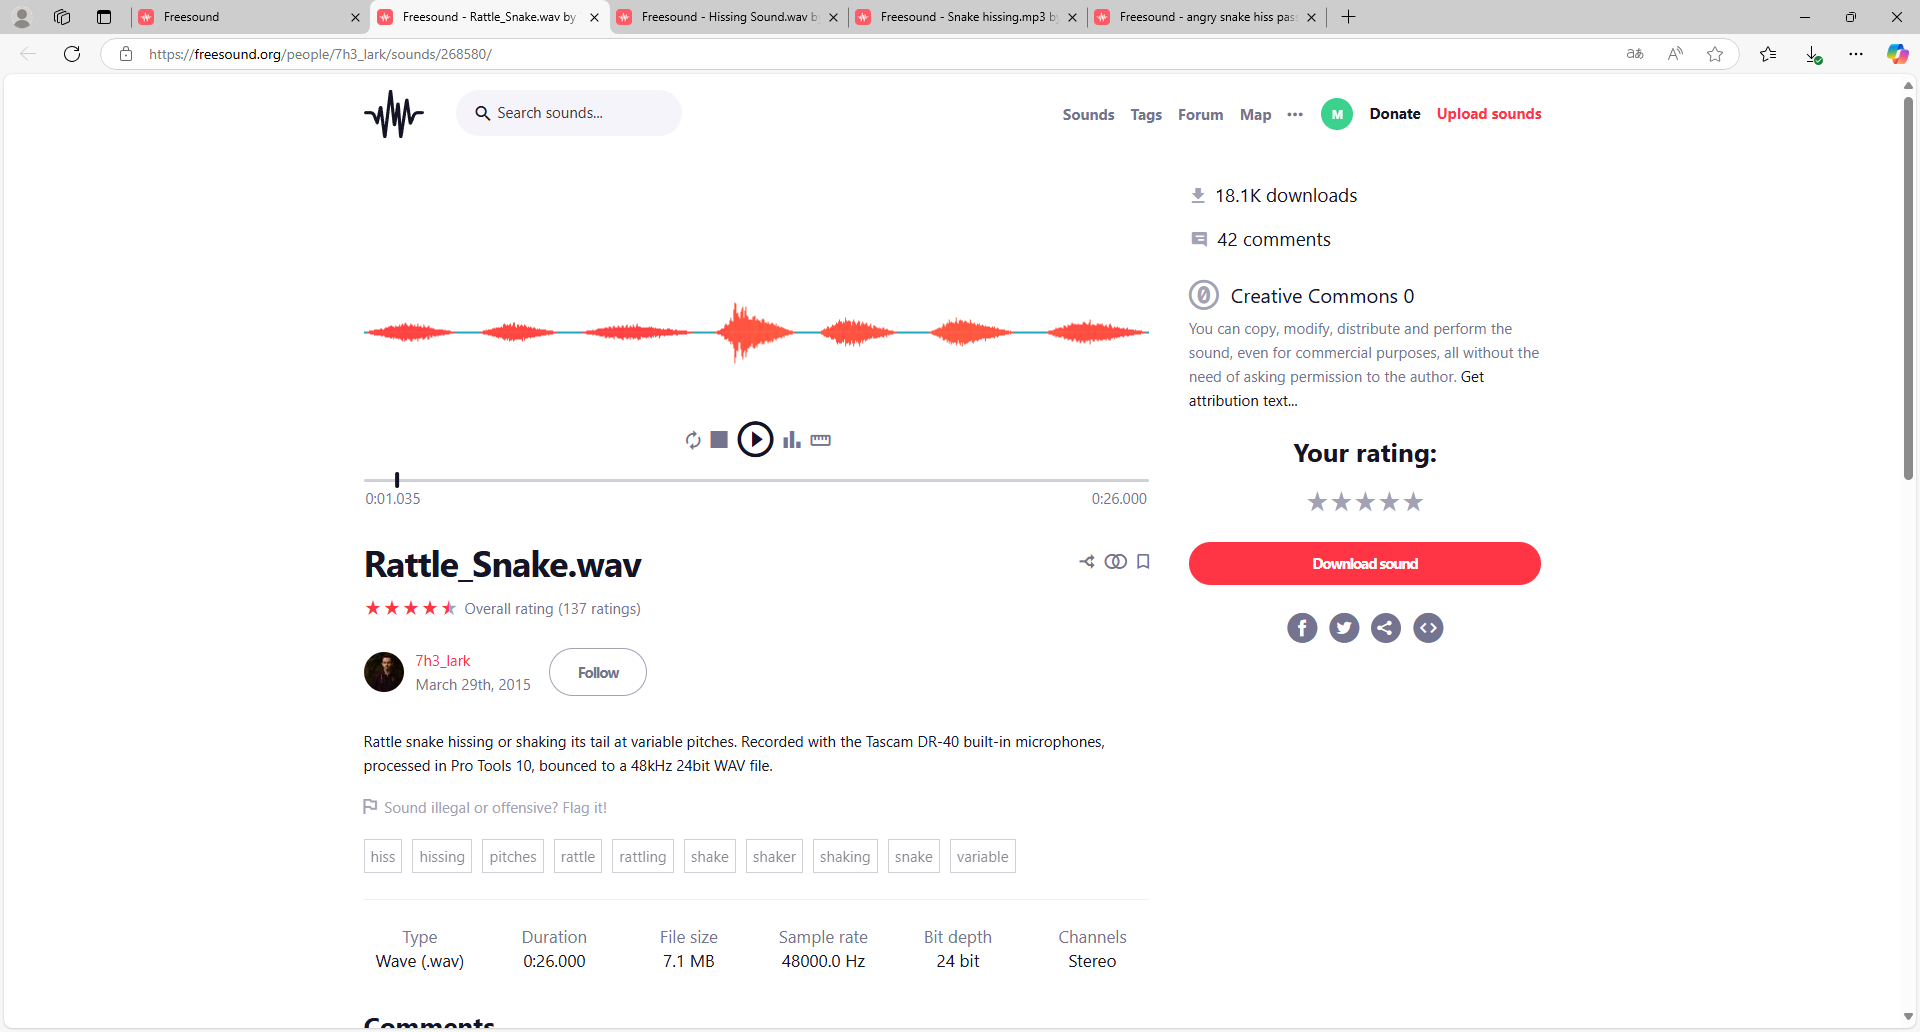 Freesound
Freesound - Rattle_Snake.wav by
Freesound - Hissing Sound.wav b
Freesound - Snake hissing.mp3 b
Freesound - angry snake hiss pas
https://freesound.org/people/7h3_lark/sounds/268580/
Search sounds...
Sounds
Tags
Forum
Map
M
Donate
Upload sounds
18.1K downloads
42 comments
Creative Commons 0
You can copy, modify, distribute and perform the
sound, even for commercial purposes, all without the
need of asking permission to the author. Get
attribution text...
Your rating:
Download sound
0:01.035
0:26.000
Rattle_Snake.wav
Overall rating (137 ratings)
7h3_lark
March 29th, 2015
Follow
Rattle snake hissing or shaking its tail at variable pitches. Recorded with the Tascam DR-40 built-in microphones,
processed in Pro Tools 10, bounced to a 48kHz 24bit WAV file.
Sound illegal or offensive? Flag it!
hiss
hissing
pitches
rattle
rattling
shake
shaker
shaking
snake
variable
Type
Wave (.wav)
Duration
0:26.000
File size
7.1 MB
Sample rate
48000.0 Hz
Bit depth
24 bit
Channels
Stereo
Comments